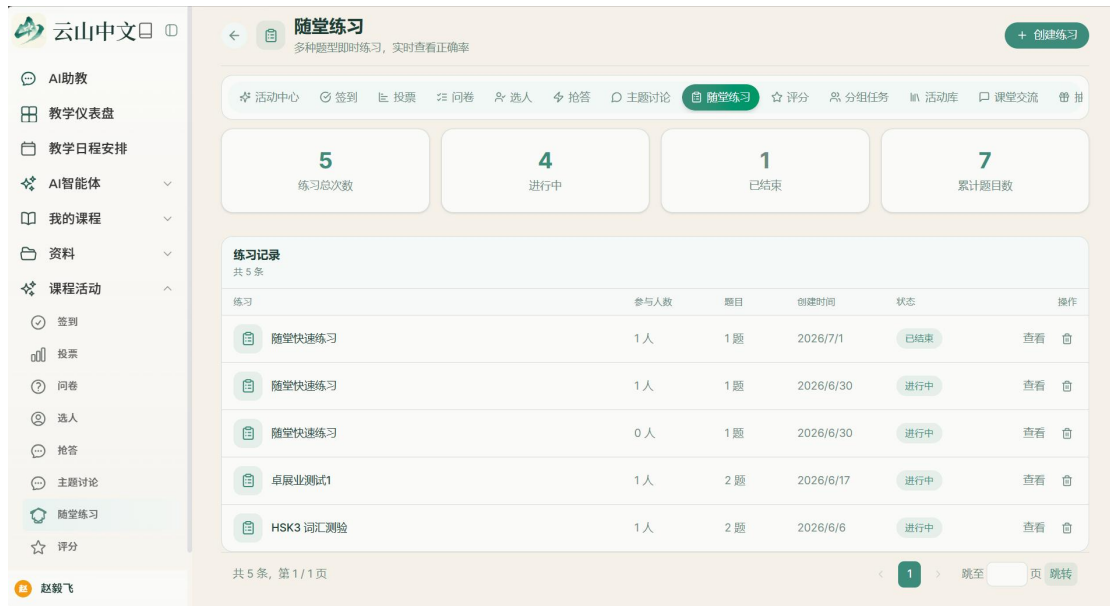 云山中文
AI助教
教学仪表盘
教学日程安排
AI智能体
我的课程
资料
课程活动
签到
投票
问卷
选人
抢答
主题讨论
随堂练习
评分
赵
赵毅飞
随堂练习
多种题型即时练习，实时查看正确率
+ 创建练习
活动中心 签到 投票 问卷 选人 抢答 主题讨论 随堂练习 评分 分组任务 活动库 课堂交流
5 4 1 7
练习总次数 进行中 已结束 累计题目数
练习记录
共 5 条
练习 参与人数 题目 创建时间 状态 操作
随堂快速练习 1 人 1 题 2026/7/1 已结束 查看
随堂快速练习 1 人 1 题 2026/6/30 进行中 查看
随堂快速练习 0 人 1 题 2026/6/30 进行中 查看
卓展业测试1 1 人 2 题 2026/6/17 进行中 查看
HSK3 词汇测验 1 人 2 题 2026/6/6 进行中 查看
共 5 条，第 1 / 1 页 1 跳至 页 跳转